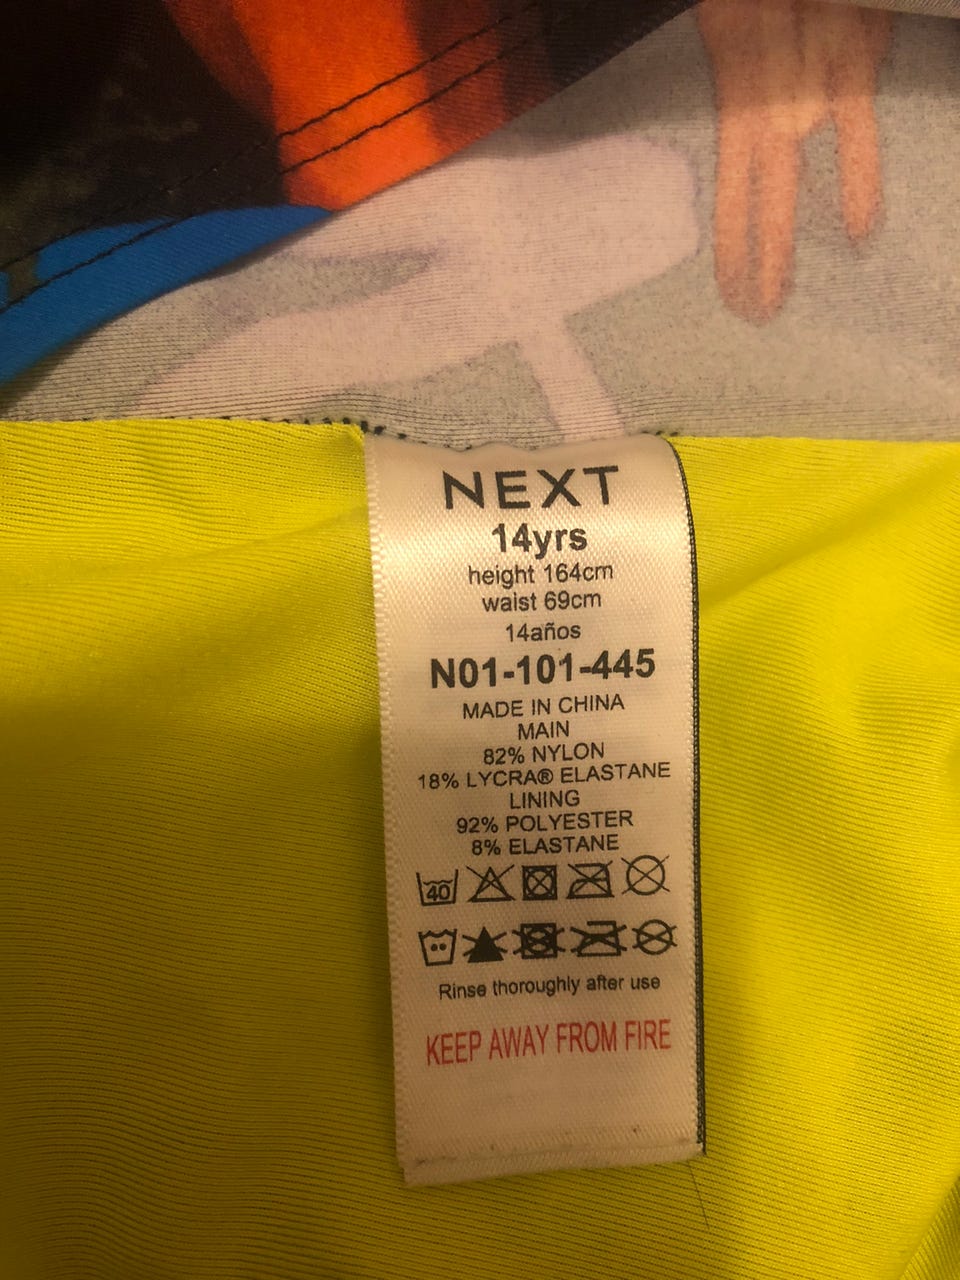 NEXT
14yrs
height 164cm
waist 69cm
14años
N01-101-445
MADE IN CHINA
MAIN
82% NYLON
18% LYCRA® ELASTANE
LINING
92% POLYESTER
8% ELASTANE
40
Rinse thoroughly after use
KEEP AWAY FROM FIRE